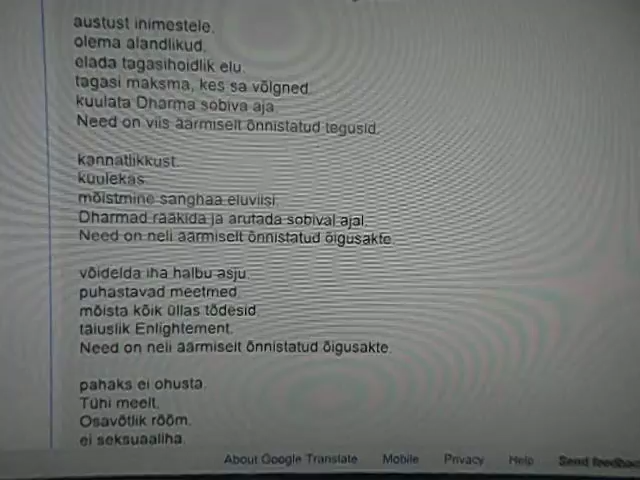 austust inimestele.
olema alandlikud.
elada tagasihoidlik elu.
tagasi maksma, kes sa võlgned.
kuulata Dharma sobiva aja
Need on viis äärmiselt õnnistatud tegusid.
kannatlikkust.
kuulekas
mõistmine sanghaa eluviisi.
Dharmad rääkida ja arutada sobival ajal.
Need on neli äärmiselt õnnistatud õigusakte.
võidelda iha halbu asju.
puhastavad meetmed.
mõista kõik üllas tõdesid
täiuslik Enlightement.
Need on neli äärmiselt õnnistatud õigusakte.
pahaks ei ohusta.
Tühi meelt.
Osavõtlik rõõm.
ei seksuaaliha.
About Google Translate Mobile Privacy Help Send feedbac